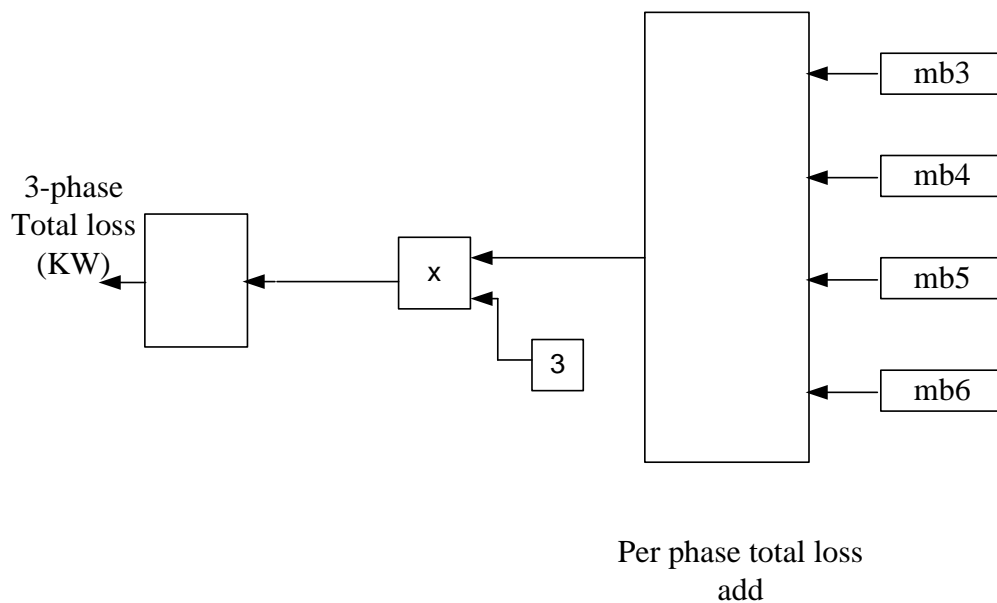 3-phase
Total loss
(KW)
x
3
mb3
mb4
mb5
mb6
Per phase total loss
add